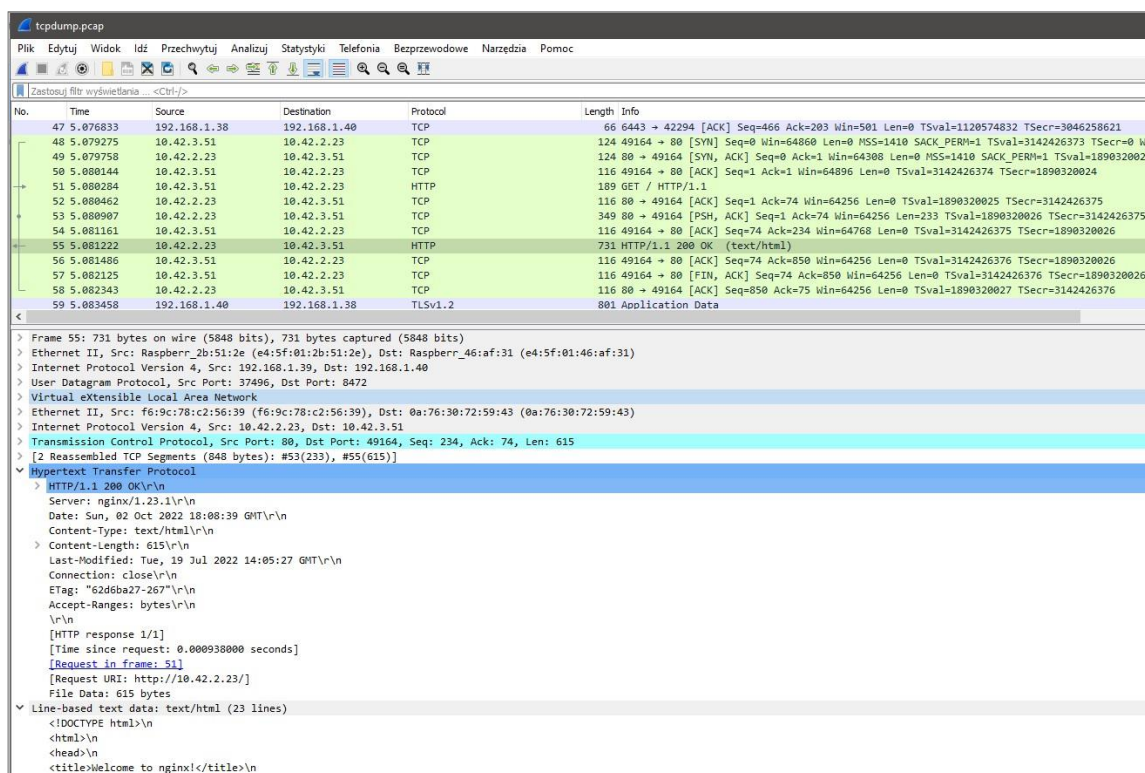 tcpdump.pcap
Plik Edytuj Widok Idź Przechwytuj Analizuj Statystyki Telefonia Bezprzewodowe Narzędzia Pomoc
Zastosuj filtr wyświetlania ... <Ctrl-/>
No. Time Source Destination Protocol Length Info
47 5.076833 192.168.1.38 192.168.1.40 TCP 66 6443 → 42294 [ACK] Seq=466 Ack=203 Win=501 Len=0 TSval=1120574832 TSecr=3046258621
48 5.079275 10.42.3.51 10.42.2.23 TCP 124 49164 → 80 [SYN] Seq=0 Win=64860 Len=0 MSS=1410 SACK_PERM=1 TSval=3142426373 TSecr=0 W
49 5.079758 10.42.2.23 10.42.3.51 TCP 124 80 → 49164 [SYN, ACK] Seq=0 Ack=1 Win=64308 Len=0 MSS=1410 SACK_PERM=1 TSval=189032002
50 5.080144 10.42.3.51 10.42.2.23 TCP 116 49164 → 80 [ACK] Seq=1 Ack=1 Win=64896 Len=0 TSval=3142426374 TSecr=1890320024
51 5.080284 10.42.3.51 10.42.2.23 HTTP 189 GET / HTTP/1.1
52 5.080462 10.42.2.23 10.42.3.51 TCP 116 80 → 49164 [ACK] Seq=1 Ack=74 Win=64256 Len=0 TSval=1890320025 TSecr=3142426375
53 5.080907 10.42.2.23 10.42.3.51 TCP 349 80 → 49164 [PSH, ACK] Seq=1 Ack=74 Win=64256 Len=233 TSval=1890320026 TSecr=3142426375
54 5.081161 10.42.3.51 10.42.2.23 TCP 116 49164 → 80 [ACK] Seq=74 Ack=234 Win=64768 Len=0 TSval=3142426375 TSecr=1890320026
55 5.081222 10.42.2.23 10.42.3.51 HTTP 731 HTTP/1.1 200 OK (text/html)
56 5.081486 10.42.3.51 10.42.2.23 TCP 116 49164 → 80 [ACK] Seq=74 Ack=850 Win=64256 Len=0 TSval=3142426376 TSecr=1890320026
57 5.082125 10.42.3.51 10.42.2.23 TCP 116 49164 → 80 [FIN, ACK] Seq=74 Ack=850 Win=64256 Len=0 TSval=3142426376 TSecr=1890320026
58 5.082343 10.42.2.23 10.42.3.51 TCP 116 80 → 49164 [ACK] Seq=850 Ack=75 Win=64256 Len=0 TSval=1890320027 TSecr=3142426376
59 5.083458 192.168.1.40 192.168.1.38 TLSv1.2 801 Application Data
Frame 55: 731 bytes on wire (5848 bits), 731 bytes captured (5848 bits)
Ethernet II, Src: Raspberr_2b:51:2e (e4:5f:01:2b:51:2e), Dst: Raspberr_46:af:31 (e4:5f:01:46:af:31)
Internet Protocol Version 4, Src: 192.168.1.39, Dst: 192.168.1.40
User Datagram Protocol, Src Port: 37496, Dst Port: 8472
Virtual eXtensible Local Area Network
Ethernet II, Src: f6:9c:78:c2:56:39 (f6:9c:78:c2:56:39), Dst: 0a:76:30:72:59:43 (0a:76:30:72:59:43)
Internet Protocol Version 4, Src: 10.42.2.23, Dst: 10.42.3.51
Transmission Control Protocol, Src Port: 80, Dst Port: 49164, Seq: 234, Ack: 74, Len: 615
[2 Reassembled TCP Segments (848 bytes): #53(233), #55(615)]
Hypertext Transfer Protocol
HTTP/1.1 200 OK\r\n
Server: nginx/1.23.1\r\n
Date: Sun, 02 Oct 2022 18:08:39 GMT\r\n
Content-Type: text/html\r\n
Content-Length: 615\r\n
Last-Modified: Tue, 19 Jul 2022 14:05:27 GMT\r\n
Connection: close\r\n
ETag: "62d6ba27-267"\r\n
Accept-Ranges: bytes\r\n
\r\n
[HTTP response 1/1]
[Time since request: 0.000938000 seconds]
[Request in frame: 51]
[Request URI: http://10.42.2.23/]
File Data: 615 bytes
Line-based text data: text/html (23 lines)
<!DOCTYPE html>\n
<html>\n
<head>\n
<title>Welcome to nginx!</title>\n